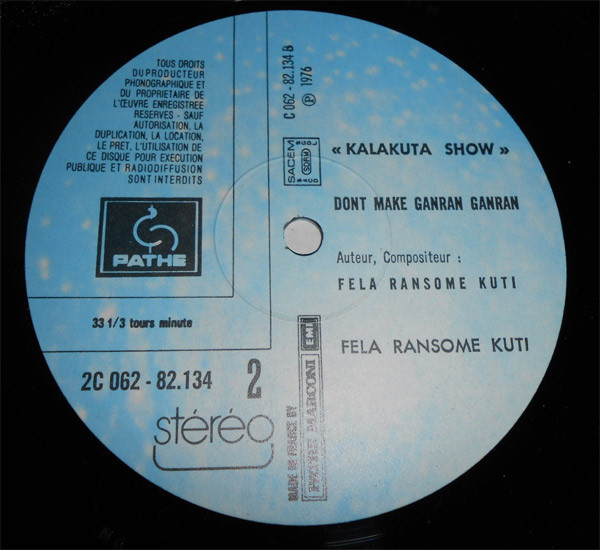 TOUS DROITS
DU PRODUCTEUR
PHONOGRAPHIQUE ET
DU PROPRIETAIRE DE
L'ŒUVRE ENREGISTREE
RESERVES - SAUF
AUTORISATION, LA
DUPLICATION, LA LOCATION,
LE PRET, L'UTILISATION DE
CE DISQUE POUR EXECUTION
PUBLIQUE ET RADIODIFFUSION
SONT INTERDITS
PATHE
33 1/3 tours minute
2C 062 - 82.134
2
stéréo
C 062 - 82.134 B
℗ 1976
SACEM
SDRM
« KALAKUTA SHOW »
DONT MAKE GANRAN GANRAN
Auteur, Compositeur :
FELA RANSOME KUTI
FELA RANSOME KUTI
MADE IN FRANCE BY
PATHE MARCONI
EMI